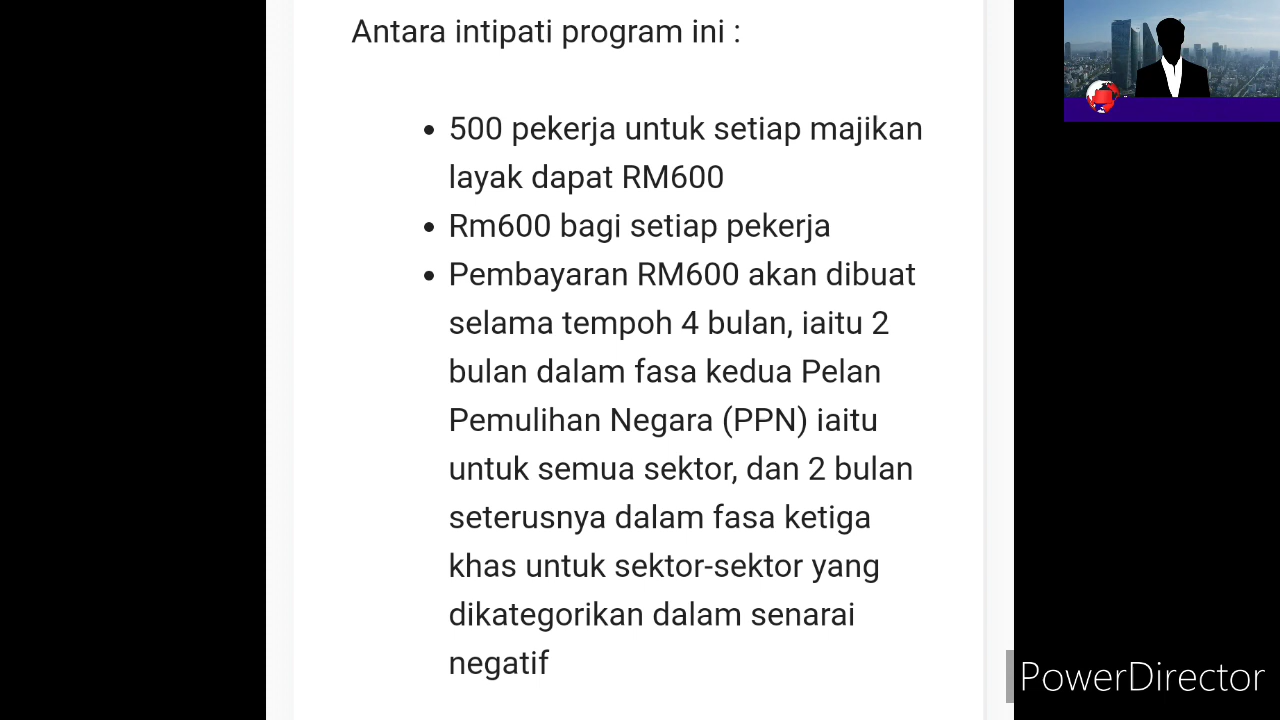 Antara intipati program ini :
500 pekerja untuk setiap majikan
layak dapat RM600
Rm600 bagi setiap pekerja
Pembayaran RM600 akan dibuat
selama tempoh 4 bulan, iaitu 2
bulan dalam fasa kedua Pelan
Pemulihan Negara (PPN) iaitu
untuk semua sektor, dan 2 bulan
seterusnya dalam fasa ketiga
khas untuk sektor-sektor yang
dikategorikan dalam senarai
negatif
PowerDirector